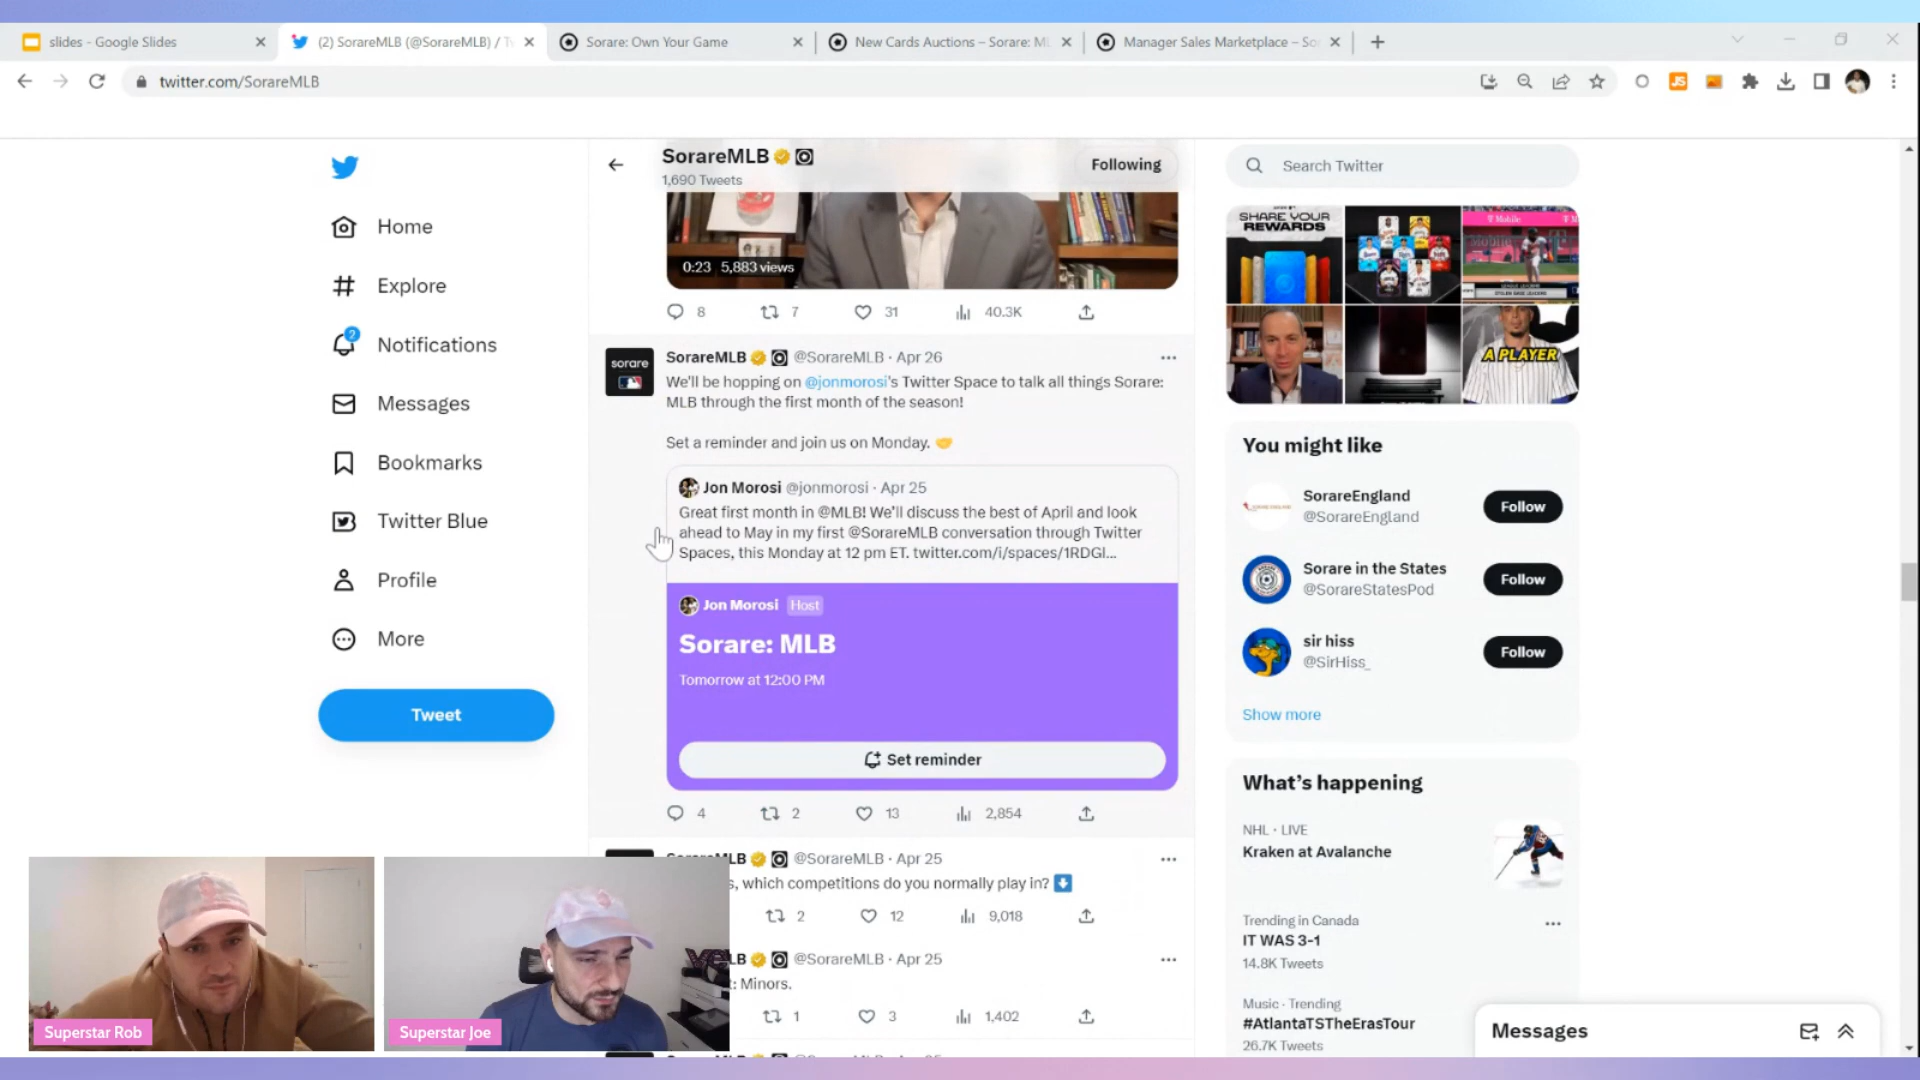 slides - Google Slides
(2) SorareMLB (@SorareMLB) / Tw
Sorare: Own Your Game
New Cards Auctions – Sorare: ML
Manager Sales Marketplace – Sor
twitter.com/SorareMLB
JS
Home
Explore
2
Notifications
Messages
Bookmarks
Twitter Blue
Profile
More
Tweet
SorareMLB
1,690 Tweets
Following
0:23 5,883 views
8 7 31 40.3K
sorare
SorareMLB @SorareMLB · Apr 26
We'll be hopping on @jonmorosi's Twitter Space to talk all things Sorare:
MLB through the first month of the season!
Set a reminder and join us on Monday.
Jon Morosi @jonmorosi · Apr 25
Great first month in @MLB! We'll discuss the best of April and look
ahead to May in my first @SorareMLB conversation through Twitter
Spaces, this Monday at 12 pm ET. twitter.com/i/spaces/1RDGl...
Jon Morosi Host
Sorare: MLB
Tomorrow at 12:00 PM
Set reminder
4 2 13 2,854
SorareMLB @SorareMLB · Apr 25
s, which competitions do you normally play in?
2 12 9,018
LB @SorareMLB · Apr 25
: Minors.
1 3 1,402
Search Twitter
SHARE YOUR
REWARDS
T Mobile
A PLAYER
You might like
SorareEngland
@SorareEngland
Follow
Sorare in the States
@SorareStatesPod
Follow
sir hiss
@SirHiss_
Follow
Show more
What's happening
NHL · LIVE
Kraken at Avalanche
Trending in Canada
IT WAS 3-1
14.8K Tweets
Music · Trending
#AtlantaTSTheErasTour
26.7K Tweets
Messages
Superstar Rob
Superstar Joe